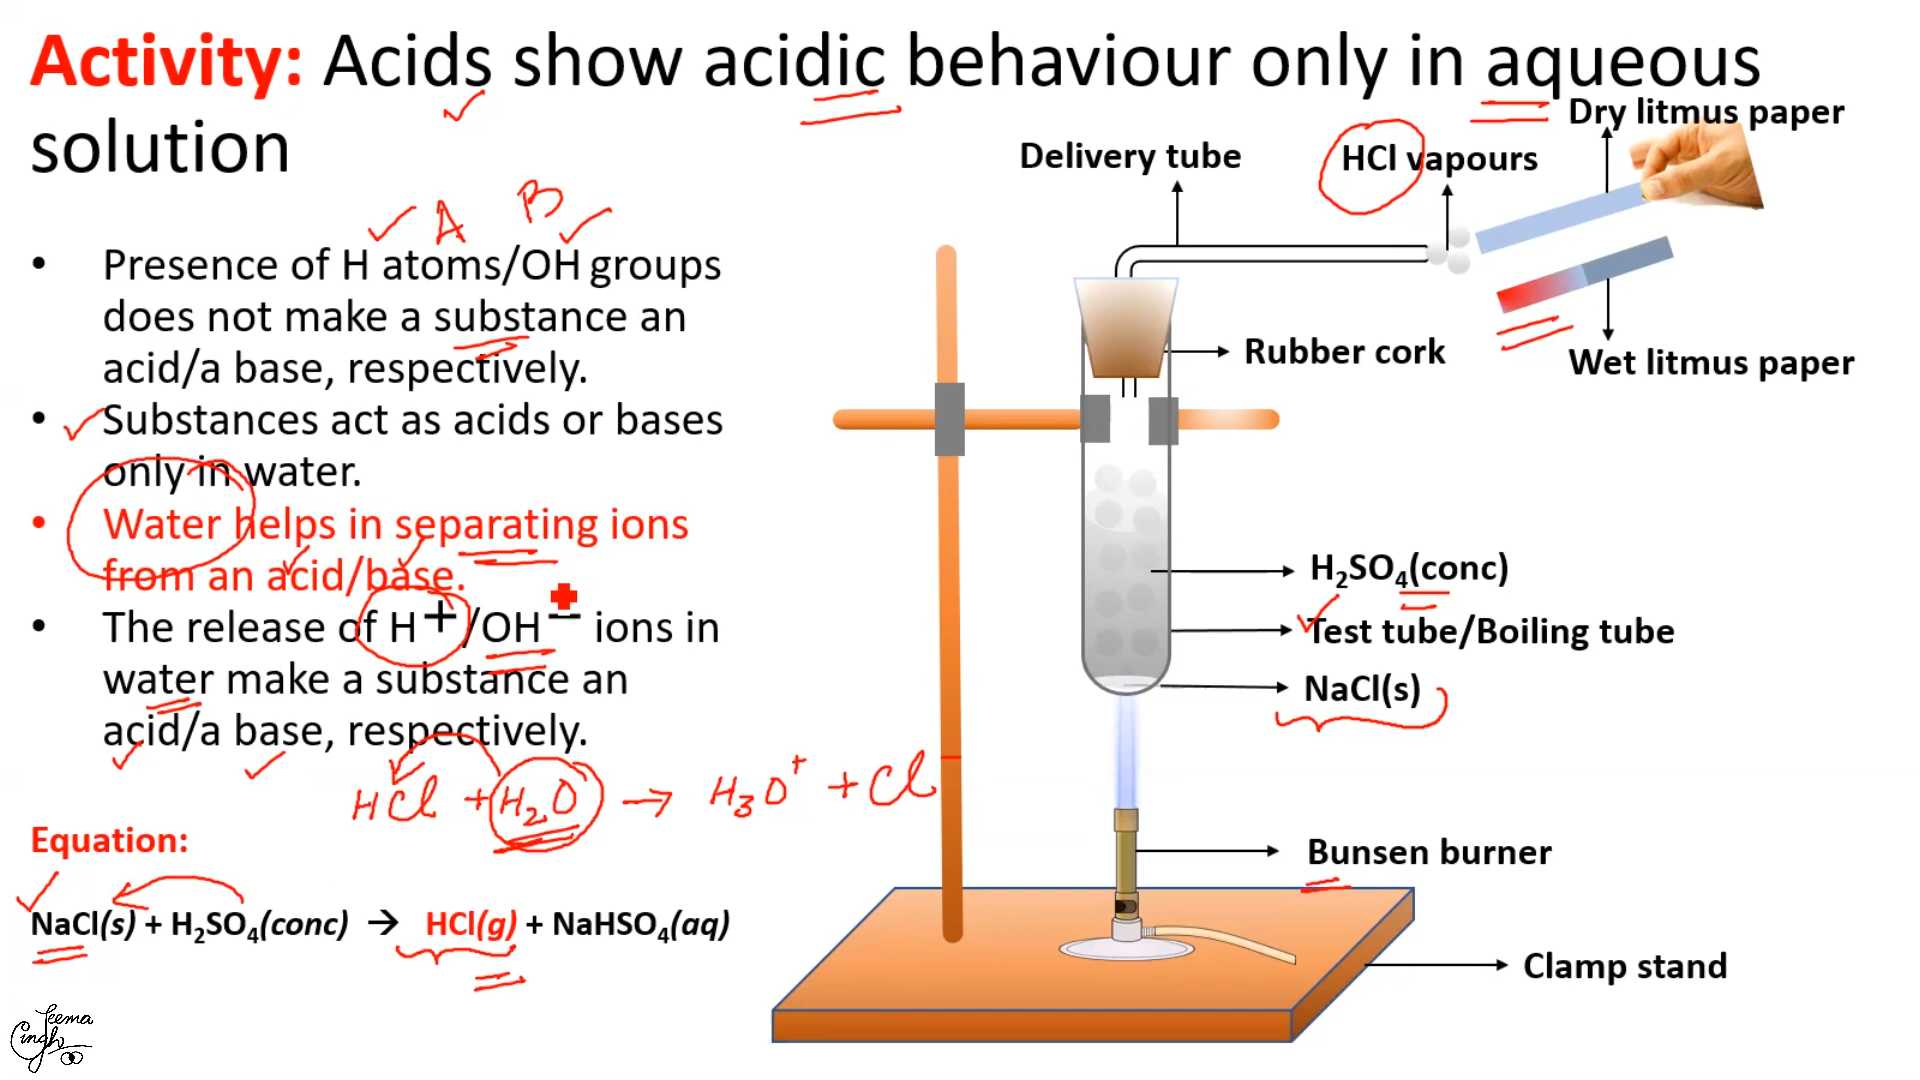 Activity: Acids show acidic behaviour only in aqueous
solution
A B
• Presence of H atoms/OH groups
does not make a substance an
acid/a base, respectively.
• Substances act as acids or bases
only in water.
• Water helps in separating ions
from an acid/base.
• The release of H⁺/OH⁻ ions in
water make a substance an
acid/a base, respectively.
HCl + H₂O → H₃O⁺ + Cl
Equation:
NaCl(s) + H₂SO₄(conc) → HCl(g) + NaHSO₄(aq)
Dry litmus paper
Delivery tube
HCl vapours
Rubber cork
Wet litmus paper
H₂SO₄(conc)
Test tube/Boiling tube
NaCl(s)
Bunsen burner
Clamp stand
Seema
Singh